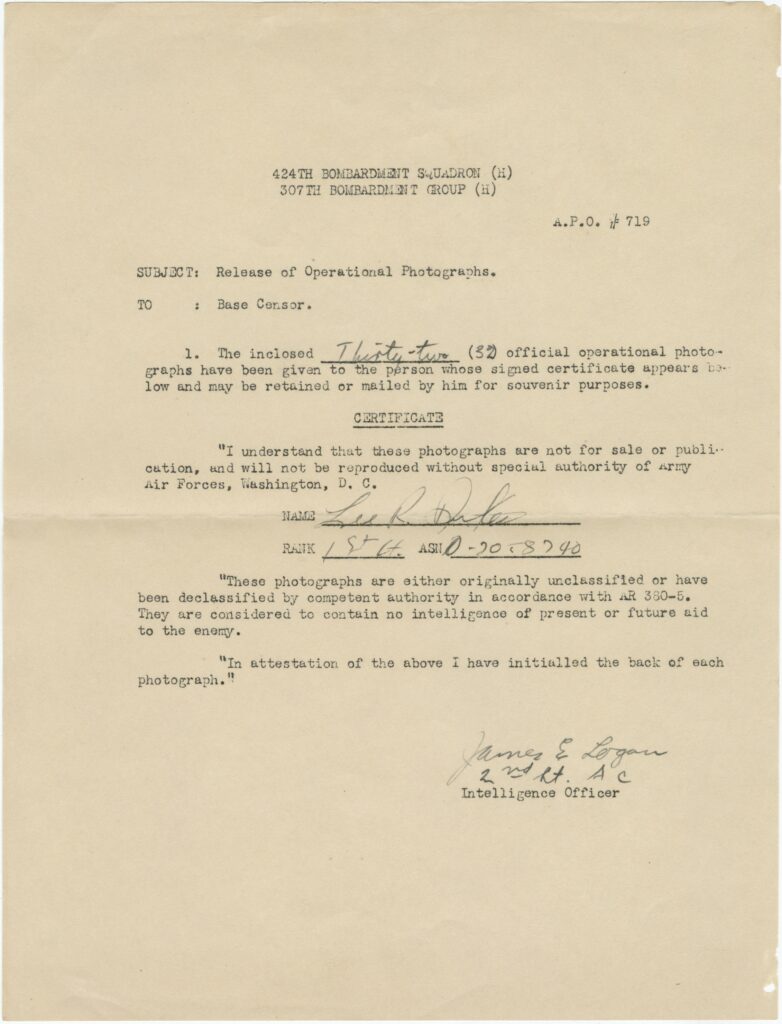 424TH BOMBARDMENT SQUADRON (H)
307TH BOMBARDMENT GROUP (H)
A.P.O. # 719
SUBJECT: Release of Operational Photographs.
TO : Base Censor.
1. The inclosed Thirty-two (32) official operational photo-
graphs have been given to the person whose signed certificate appears be-
low and may be retained or mailed by him for souvenir purposes.
CERTIFICATE
"I understand that these photographs are not for sale or publi-
cation, and will not be reproduced without special authority of Army
Air Forces, Washington, D. C.
NAME Lee R.
RANK 1st Lt. ASN
"These photographs are either originally unclassified or have
been declassified by competent authority in accordance with AR 380-5.
They are considered to contain no intelligence of present or future aid
to the enemy.
"In attestation of the above I have initialled the back of each
photograph."
James E Logan
2nd Lt. A C
Intelligence Officer